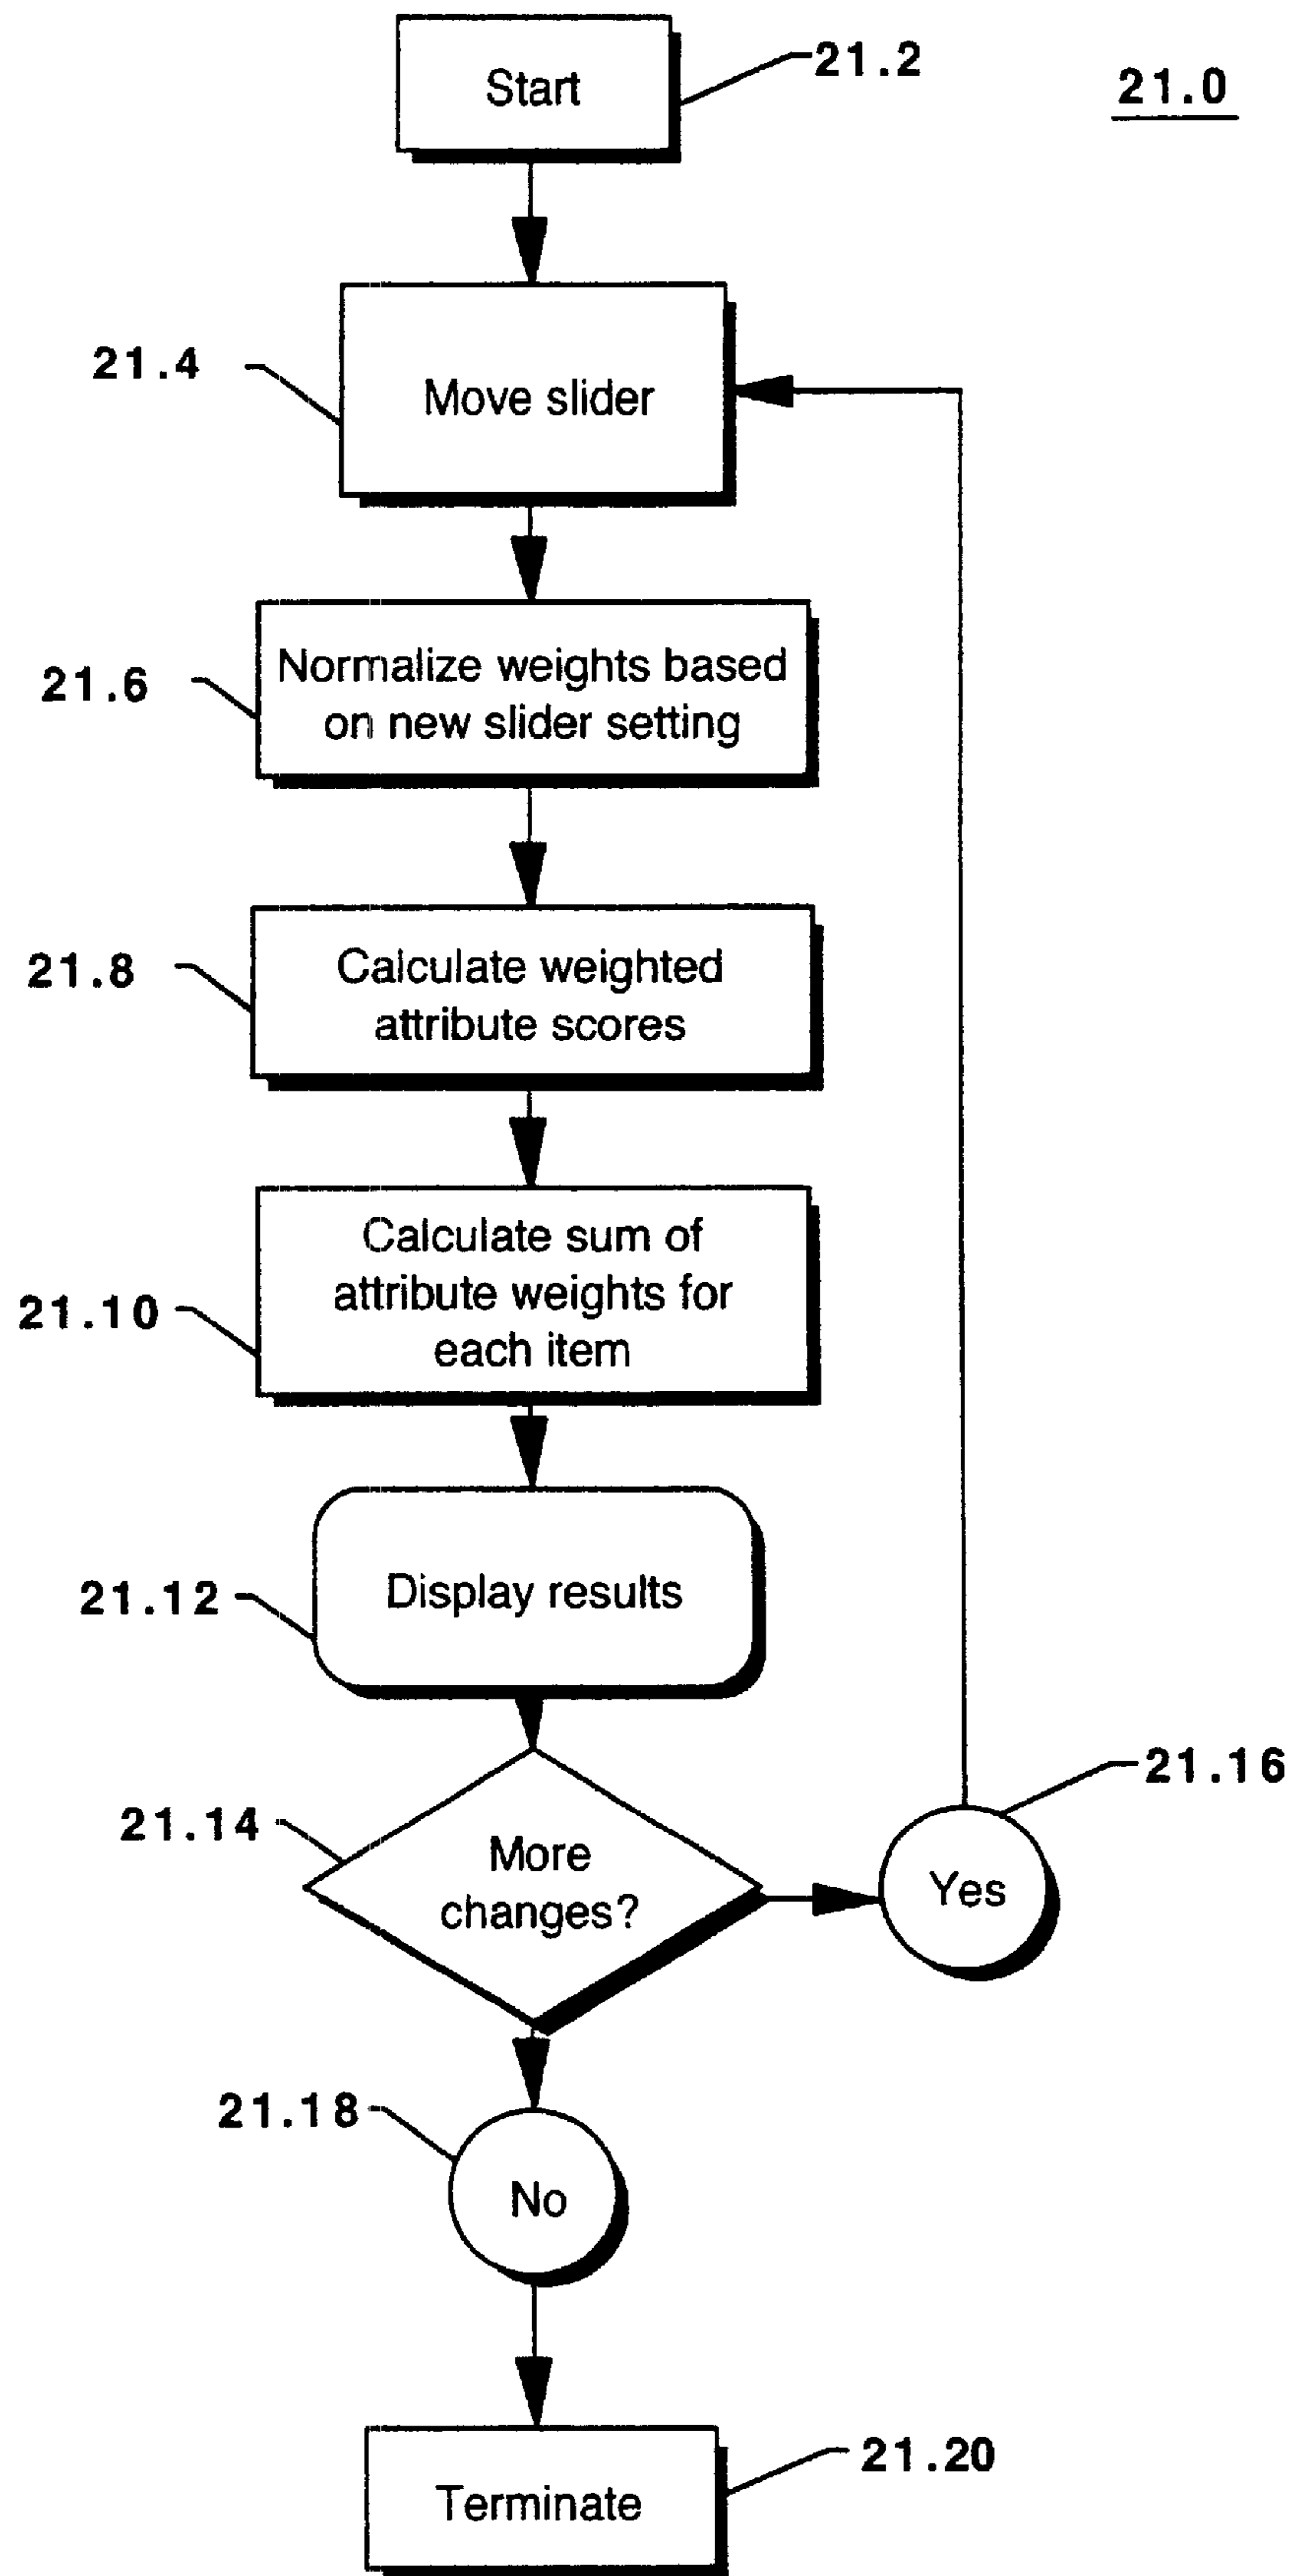 Start
21.2
21.0
21.4
Move slider
21.6
Normalize weights based
on new slider setting
21.8
Calculate weighted
attribute scores
21.10
Calculate sum of
attribute weights for
each item
21.12
Display results
21.14
More
changes?
21.16
Yes
21.18
No
21.20
Terminate